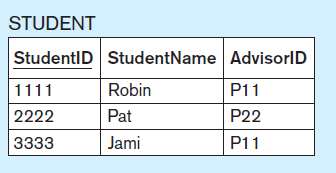 STUDENT
StudentID StudentName AdvisorID
1111 Robin P11
2222 Pat P22
3333 Jami P11